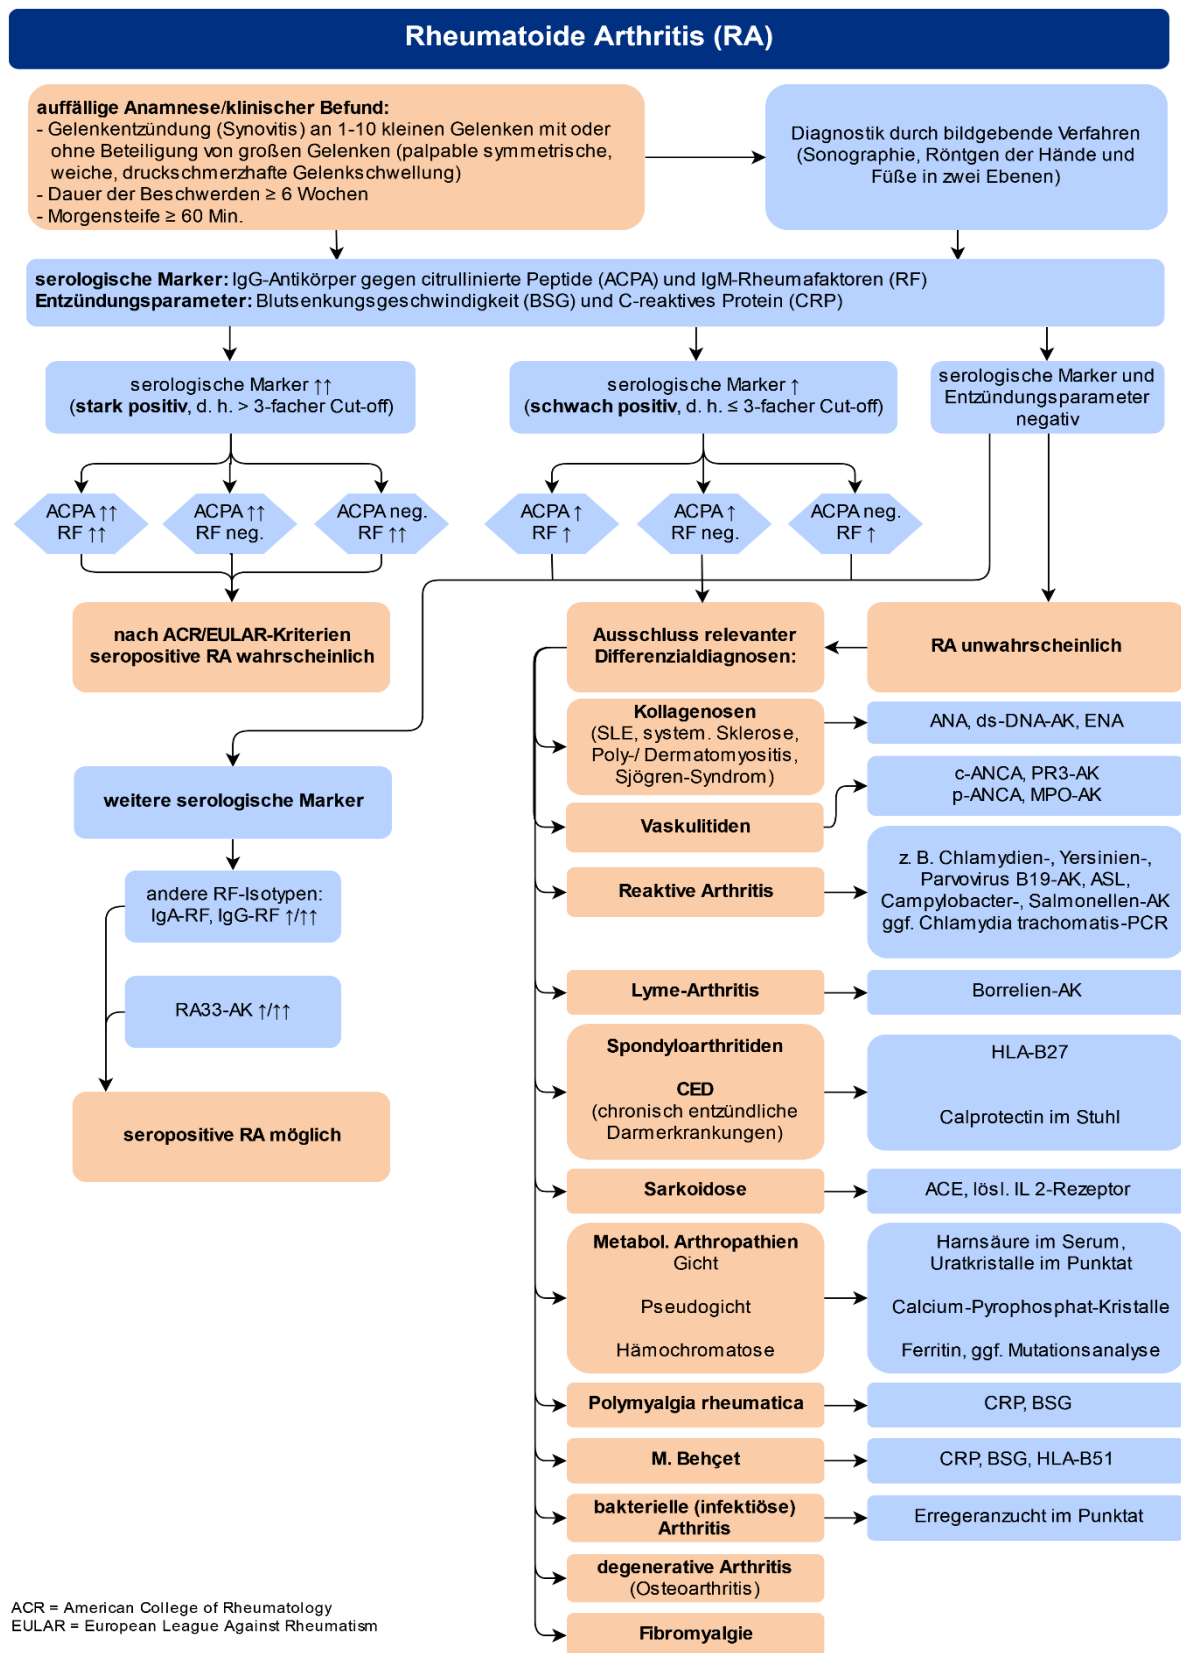 Rheumatoide Arthritis (RA)
auffällige Anamnese/klinischer Befund:
- Gelenkentzündung (Synovitis) an 1-10 kleinen Gelenken mit oder
ohne Beteiligung von großen Gelenken (palpable symmetrische,
weiche, druckschmerzhafte Gelenkschwellung)
- Dauer der Beschwerden ≥ 6 Wochen
- Morgensteife ≥ 60 Min.
Diagnostik durch bildgebende Verfahren
(Sonographie, Röntgen der Hände und
Füße in zwei Ebenen)
serologische Marker: IgG-Antikörper gegen citrullinierte Peptide (ACPA) und IgM-Rheumafaktoren (RF)
Entzündungsparameter: Blutsenkungsgeschwindigkeit (BSG) und C-reaktives Protein (CRP)
serologische Marker ↑↑
(stark positiv, d. h. > 3-facher Cut-off)
serologische Marker ↑
(schwach positiv, d. h. ≤ 3-facher Cut-off)
serologische Marker und
Entzündungsparameter
negativ
ACPA ↑↑
RF ↑↑
ACPA ↑↑
RF neg.
ACPA neg.
RF ↑↑
ACPA ↑
RF ↑
ACPA ↑
RF neg.
ACPA neg.
RF ↑
nach ACR/EULAR-Kriterien
seropositive RA wahrscheinlich
Ausschluss relevanter
Differenzialdiagnosen:
RA unwahrscheinlich
Kollagenosen
(SLE, system. Sklerose,
Poly-/ Dermatomyositis,
Sjögren-Syndrom)
ANA, ds-DNA-AK, ENA
weitere serologische Marker
Vaskulitiden
c-ANCA, PR3-AK
p-ANCA, MPO-AK
andere RF-Isotypen:
IgA-RF, IgG-RF ↑/↑↑
Reaktive Arthritis
z. B. Chlamydien-, Yersinien-,
Parvovirus B19-AK, ASL,
Campylobacter-, Salmonellen-AK
ggf. Chlamydia trachomatis-PCR
RA33-AK ↑/↑↑
Lyme-Arthritis
Borrelien-AK
seropositive RA möglich
Spondyloarthritiden
CED
(chronisch entzündliche
Darmerkrankungen)
HLA-B27
Calprotectin im Stuhl
Sarkoidose
ACE, lösl. IL 2-Rezeptor
Metabol. Arthropathien
Gicht
Pseudogicht
Hämochromatose
Harnsäure im Serum,
Uratkristalle im Punktat
Calcium-Pyrophosphat-Kristalle
Ferritin, ggf. Mutationsanalyse
Polymyalgia rheumatica
CRP, BSG
M. Behçet
CRP, BSG, HLA-B51
bakterielle (infektiöse)
Arthritis
Erregeranzucht im Punktat
degenerative Arthritis
(Osteoarthritis)
Fibromyalgie
ACR = American College of Rheumatology
EULAR = European League Against Rheumatism